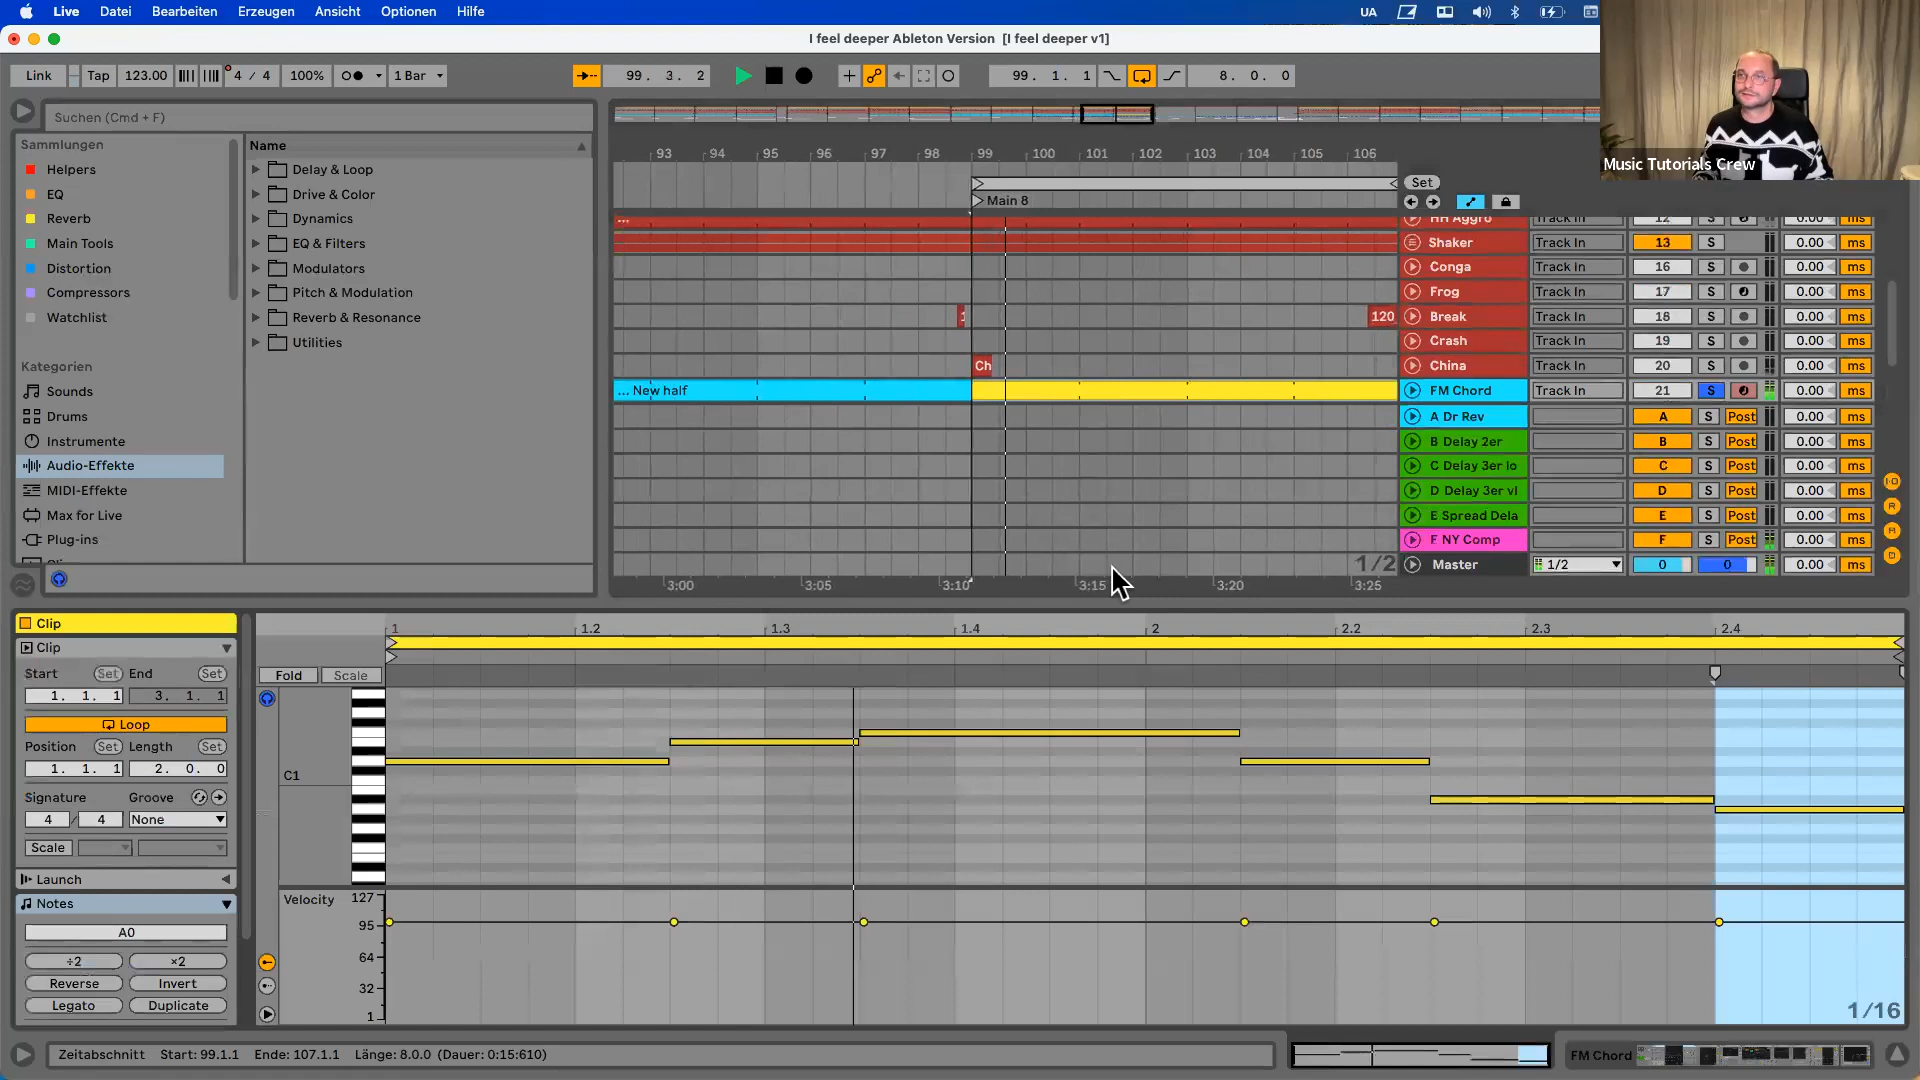 Live Datei Bearbeiten Erzeugen Ansicht Optionen Hilfe UA
I feel deeper Ableton Version [I feel deeper v1]
Link Tap 123.00 4 / 4 100% 1 Bar 99. 3. 2 99. 1. 1 8. 0. 0
Music Tutorials Crew
Suchen (Cmd + F)
Sammlungen
Helpers
EQ
Reverb
Main Tools
Distortion
Compressors
Watchlist
Kategorien
Sounds
Drums
Instrumente
Audio-Effekte
MIDI-Effekte
Max for Live
Plug-ins
Name
Delay & Loop
Drive & Color
Dynamics
EQ & Filters
Modulators
Pitch & Modulation
Reverb & Resonance
Utilities
93 94 95 96 97 98 99 100 101 102 103 104 105 106
Set
Main 8
...
HH Aggro Track In 12 0.00 ms
Shaker Track In 13 S 0.00 ms
Conga Track In 16 S 0.00 ms
Frog Track In 17 S 0.00 ms
1 120 Break Track In 18 S 0.00 ms
Crash Track In 19 S 0.00 ms
Ch China Track In 20 S 0.00 ms
... New half FM Chord Track In 21 S 0.00 ms
A Dr Rev A S Post 0.00 ms
B Delay 2er B S Post 0.00 ms
C Delay 3er lo C S Post 0.00 ms
D Delay 3er vl D S Post 0.00 ms
E Spread Dela E S Post 0.00 ms
F NY Comp F S Post 0.00 ms
1/2 Master 1/2 0 0 0.00 ms
3:00 3:05 3:10 3:15 3:20 3:25
Clip
Clip
Start Set End Set
1. 1. 1 3. 1. 1
Loop
Position Set Length Set
1. 1. 1 2. 0. 0
Signature Groove
4 / 4 None
Scale
Launch
Notes
A0
÷2 ×2
Reverse Invert
Legato Duplicate
1 1.2 1.3 1.4 2 2.2 2.3 2.4
Fold Scale
C1
Velocity 127
95
64
32
1
1/16
Zeitabschnitt Start: 99.1.1 Ende: 107.1.1 Länge: 8.0.0 (Dauer: 0:15:610)
FM Chord